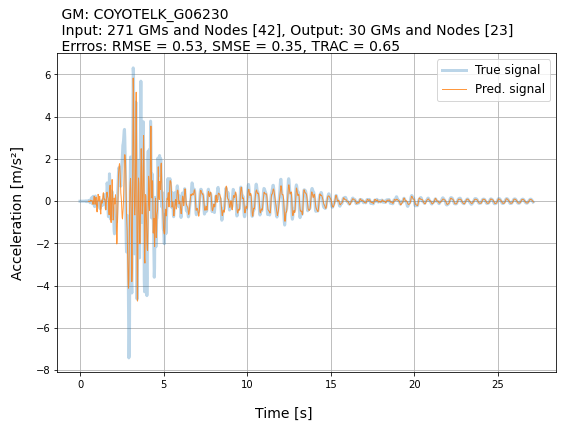 GM: COYOTELK_G06230
Input: 271 GMs and Nodes [42], Output: 30 GMs and Nodes [23]
Errros: RMSE = 0.53, SMSE = 0.35, TRAC = 0.65
True signal
Pred. signal
6
4
2
0
−2
−4
−6
−8
Acceleration [m/s²]
0 5 10 15 20 25
Time [s]